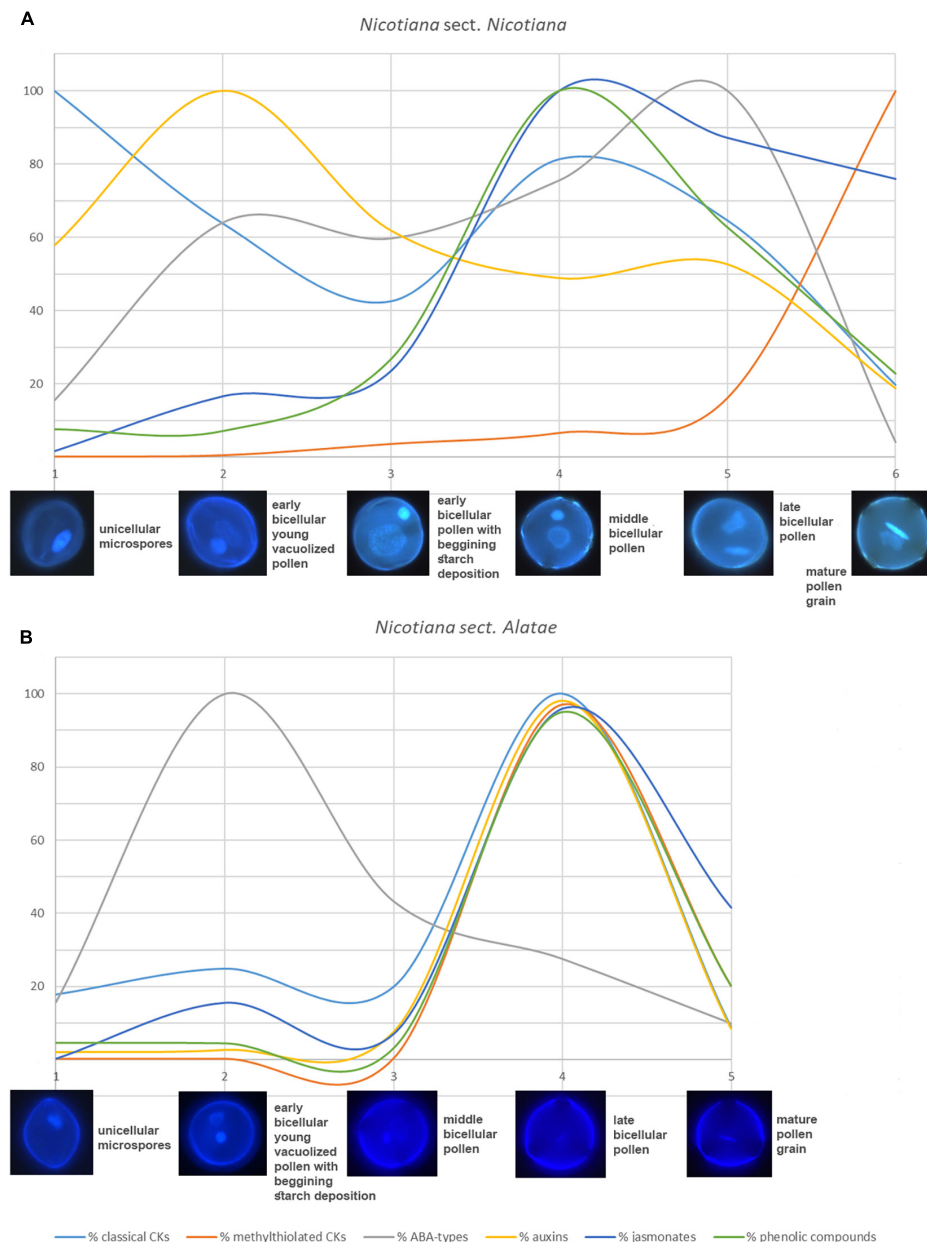 A
Nicotiana sect. Nicotiana
100
80
60
40
20
1 2 3 4 5 6
unicellular
microspores
early
bicellular
young
vacuolized
pollen
early
bicellular
pollen with
beggining
starch
deposition
middle
bicellular
pollen
late
bicellular
pollen
mature
pollen
grain
B
Nicotiana sect. Alatae
100
80
60
40
20
1 2 3 4 5
unicellular
microspores
early
bicellular
young
vacuolized
pollen with
beggining
starch deposition
middle
bicellular
pollen
late
bicellular
pollen
mature
pollen
grain
% classical CKs % methylthiolated CKs % ABA-types % auxins % jasmonates % phenolic compounds